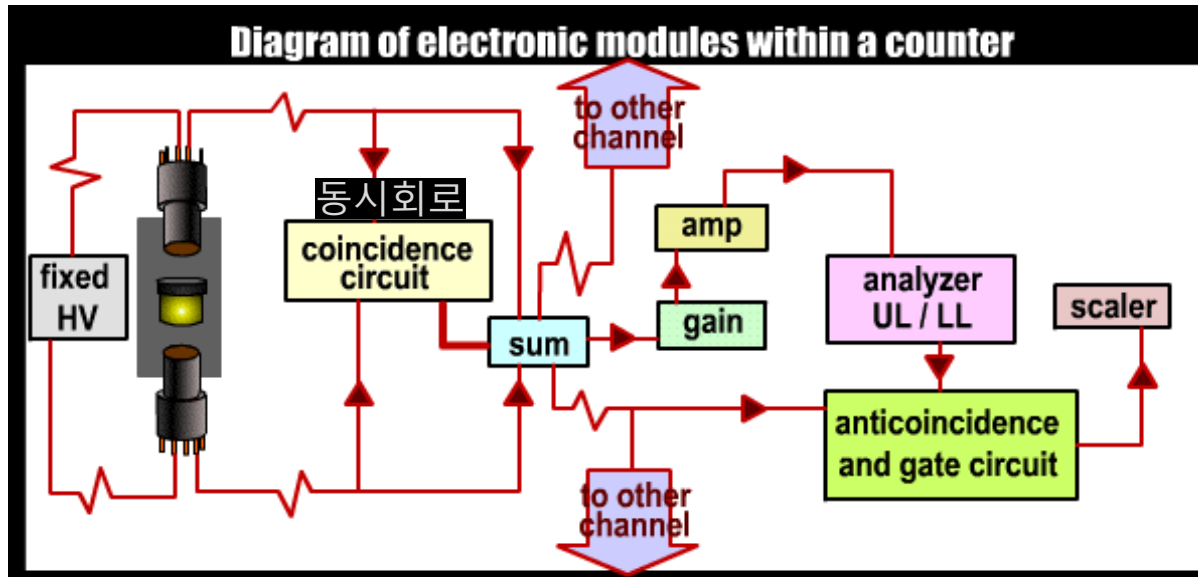 Diagram of electronic modules within a counter
to other
channel
동시회로
coincidence
circuit
amp
fixed
HV
analyzer
UL / LL
scaler
gain
sum
anticoincidence
and gate circuit
to other
channel